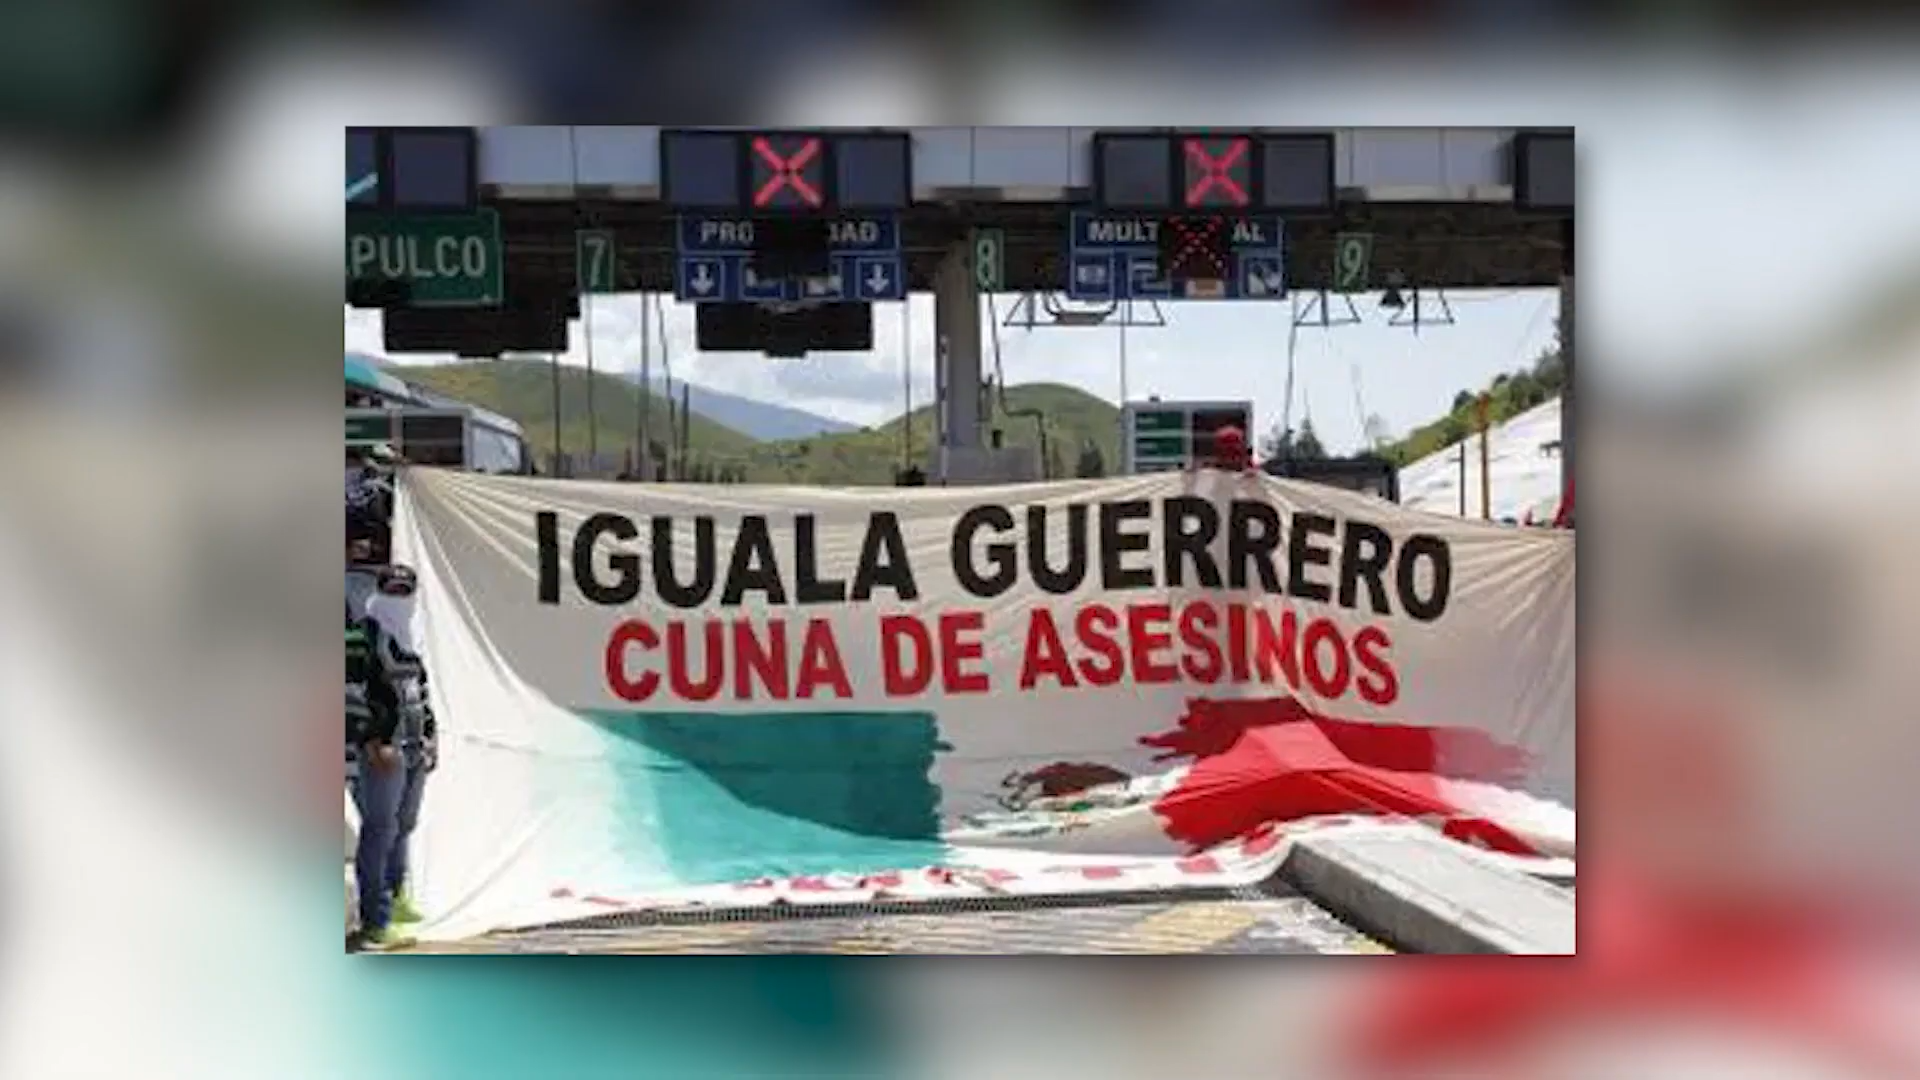 PULCO
7
8
9
IGUALA GUERRERO
CUNA DE ASESINOS